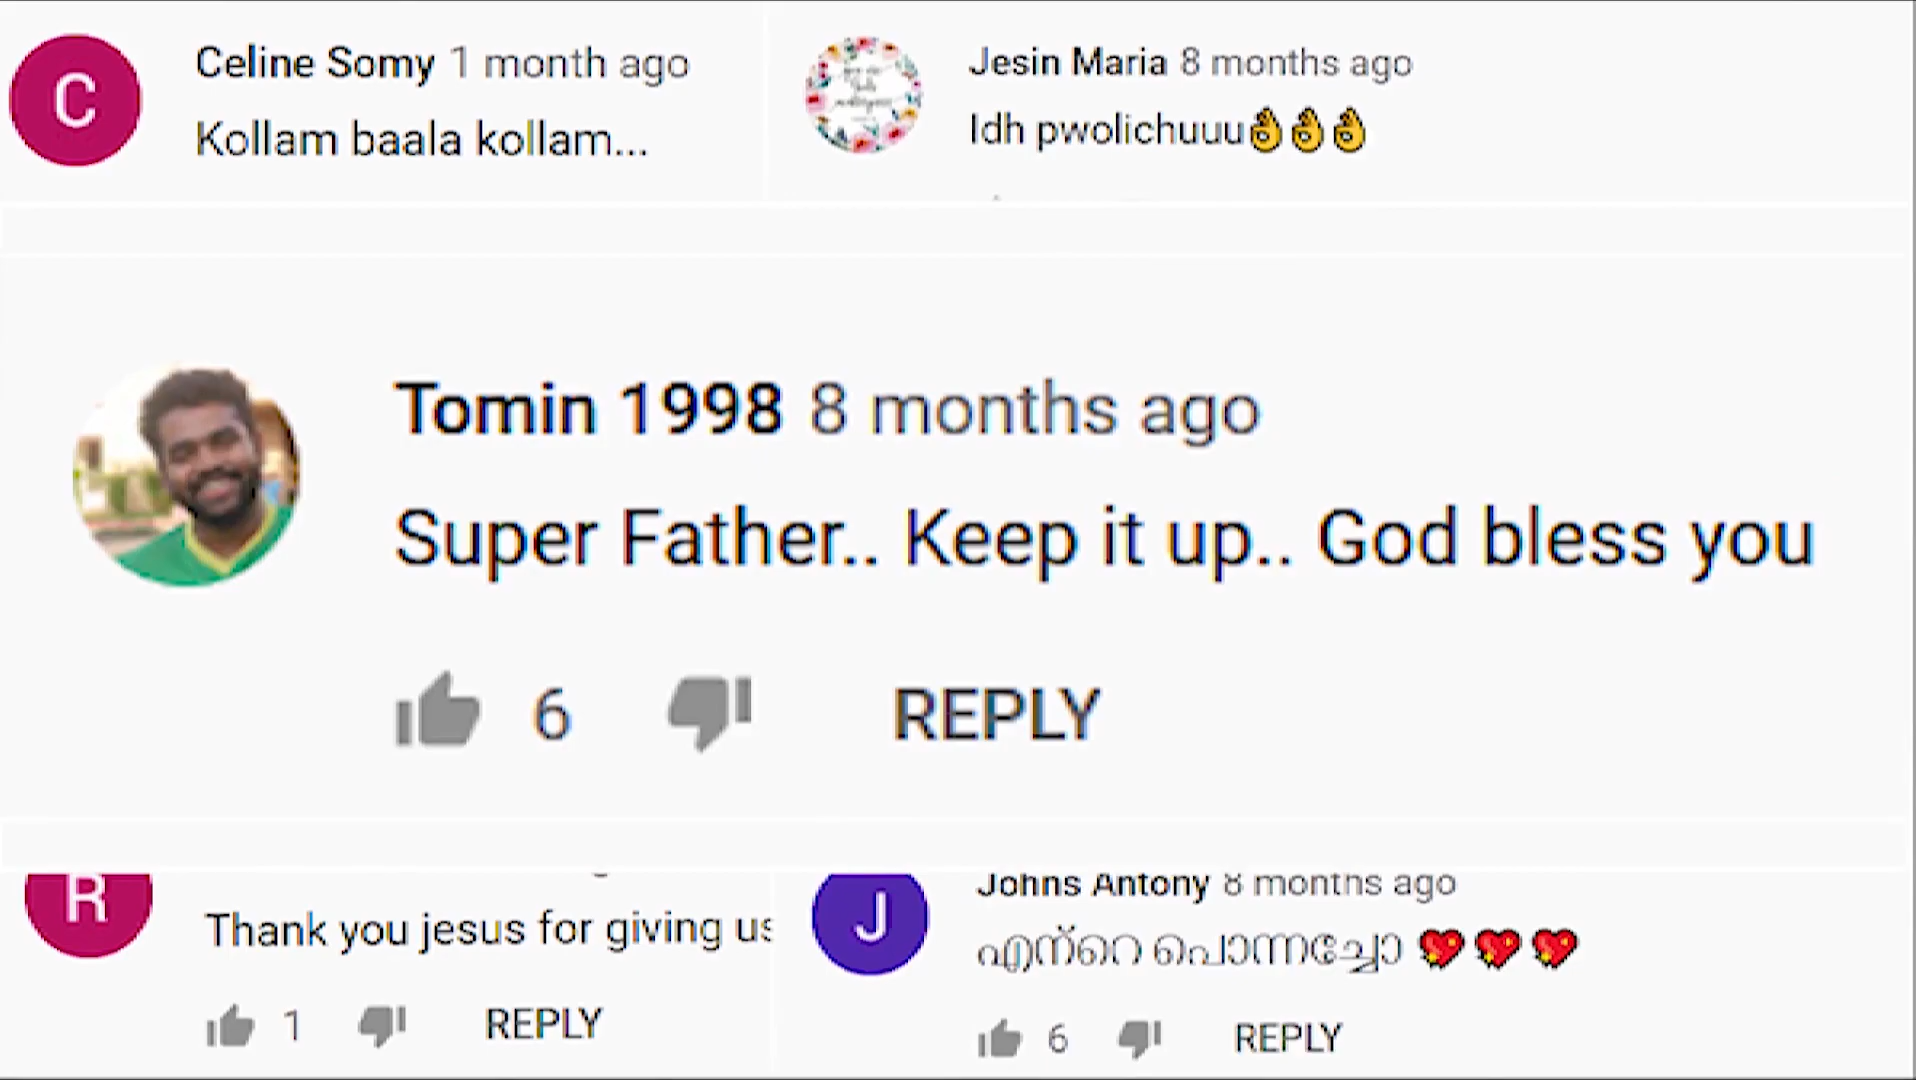 C
Celine Somy 1 month ago
Kollam baala kollam...
Jesin Maria 8 months ago
Idh pwolichuuu👌👌👌
Tomin 1998 8 months ago
Super Father.. Keep it up.. God bless you
6 REPLY
R
Thank you jesus for giving us
1 REPLY
J
Johns Antony 8 months ago
എന്റെ പൊന്നച്ചോ 💖💖💖
6 REPLY